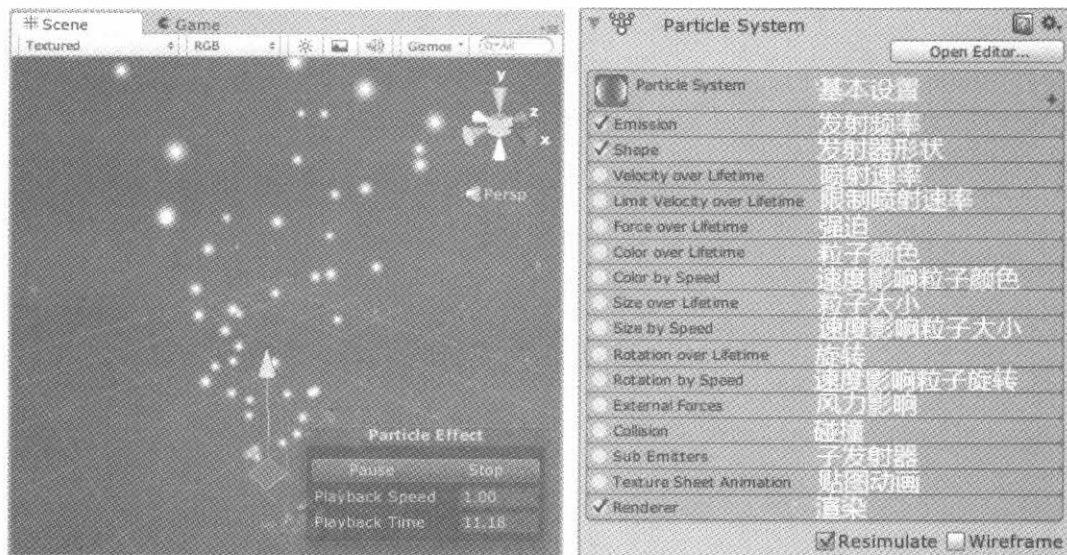 Scene Game
Textured RGB Gizmos All
y
z
x
Persp
Particle Effect
Pause Stop
Playback Speed 1.00
Playback Time 11.18
Particle System
Open Editor...
Particle System 基本设置
Emission 发射频率
Shape 发射器形状
Velocity over Lifetime 喷射速率
Limit Velocity over Lifetime 限制喷射速率
Force over Lifetime 强迫
Color over Lifetime 粒子颜色
Color by Speed 速度影响粒子颜色
Size over Lifetime 粒子大小
Size by Speed 速度影响粒子大小
Rotation over Lifetime 旋转
Rotation by Speed 速度影响粒子旋转
External Forces 风力影响
Collision 碰撞
Sub Emitters 子发射器
Texture Sheet Animation 贴图动画
Renderer 渲染
Resimulate Wireframe